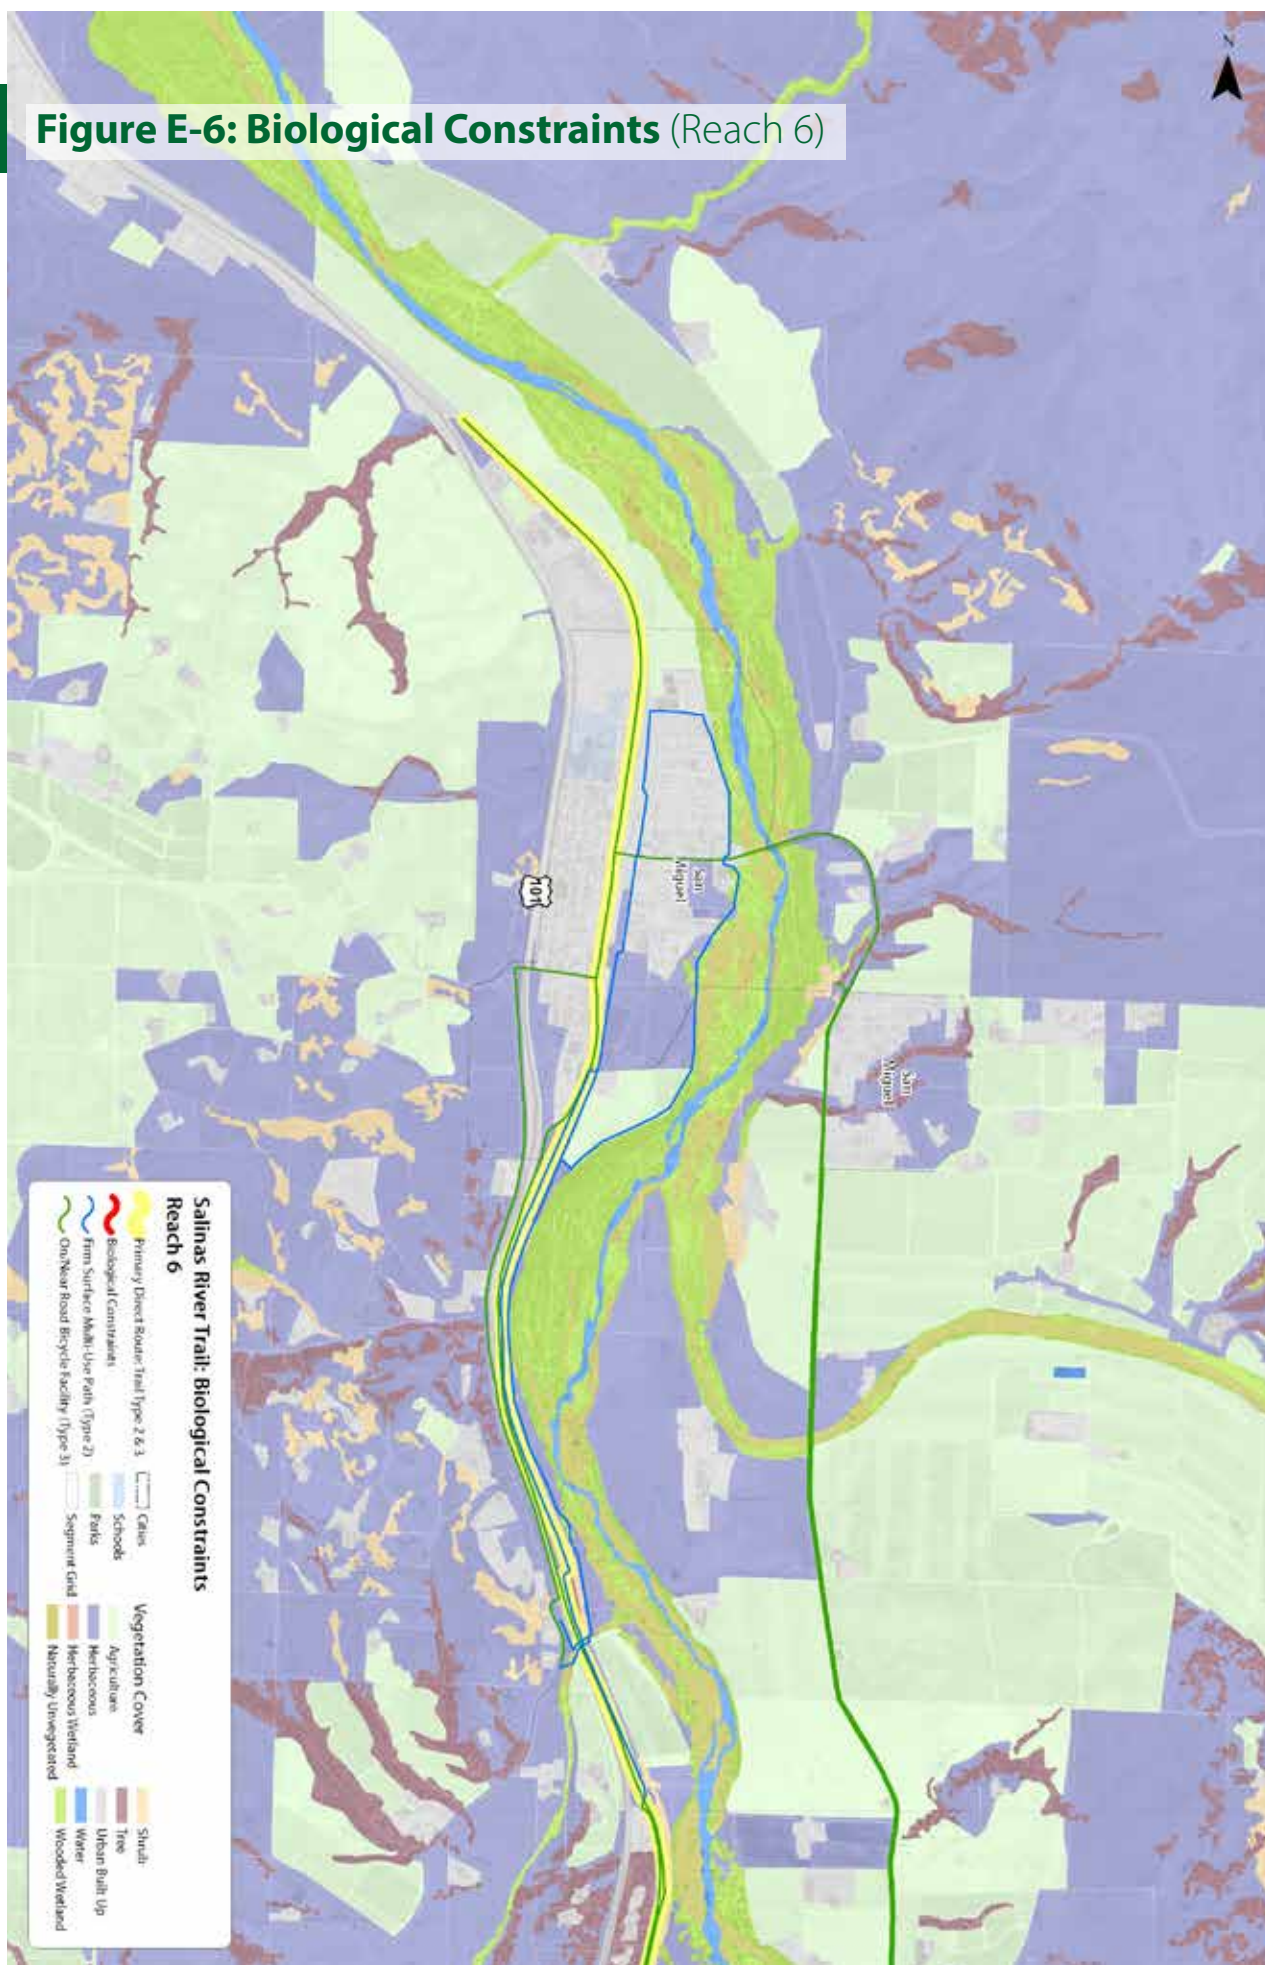 Figure E-6: Biological Constraints (Reach 6)
N
San
Miguel
101
San
Miguel
Salinas River Trail: Biological Constraints
Reach 6
Primary Direct Route: Trail Type 2 & 3
Biological Constraints
Firm Surface Multi-Use Path (Type 2)
On/Near Road Bicycle Facility (Type 3)
Cities
Schools
Parks
Segment Grid
Vegetation Cover
Agriculture
Herbaceous
Herbaceous Wetland
Naturally Unvegetated
Shrub
Tree
Urban Built Up
Water
Wooded Wetland